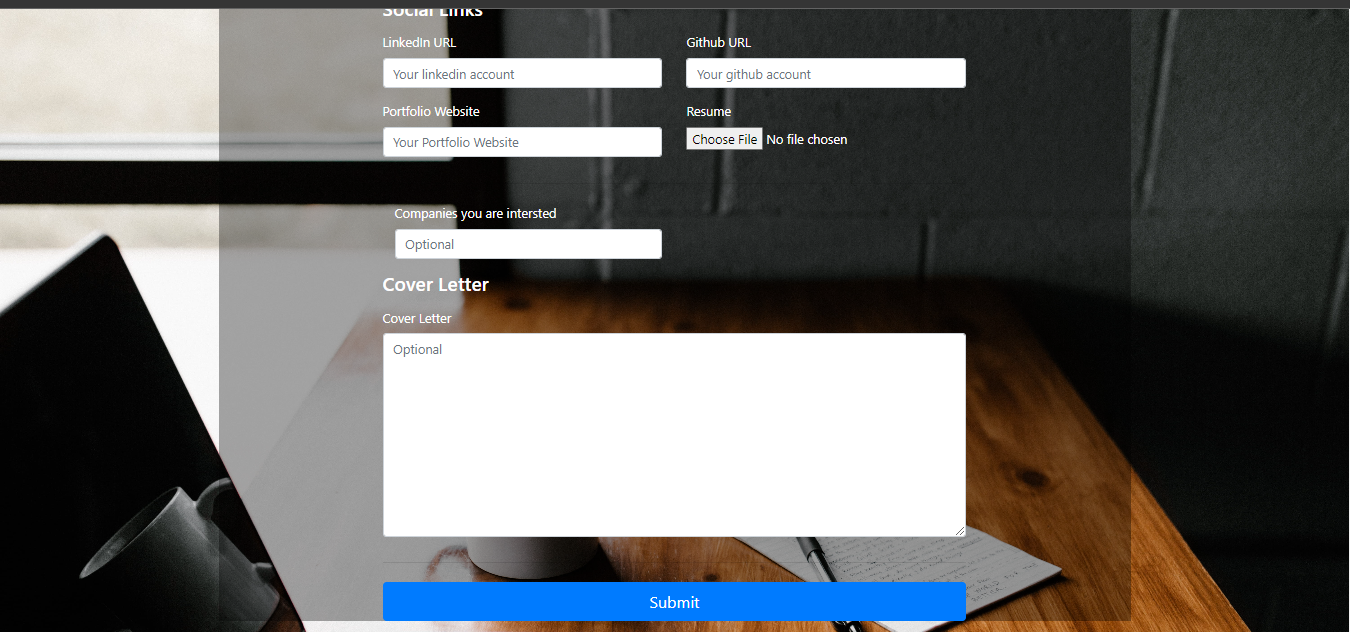 Social Links
LinkedIn URL
Github URL
Your linkedin account
Your github account
Portfolio Website
Resume
Your Portfolio Website
Choose File No file chosen
Companies you are intersted
Optional
Cover Letter
Cover Letter
Optional
Submit